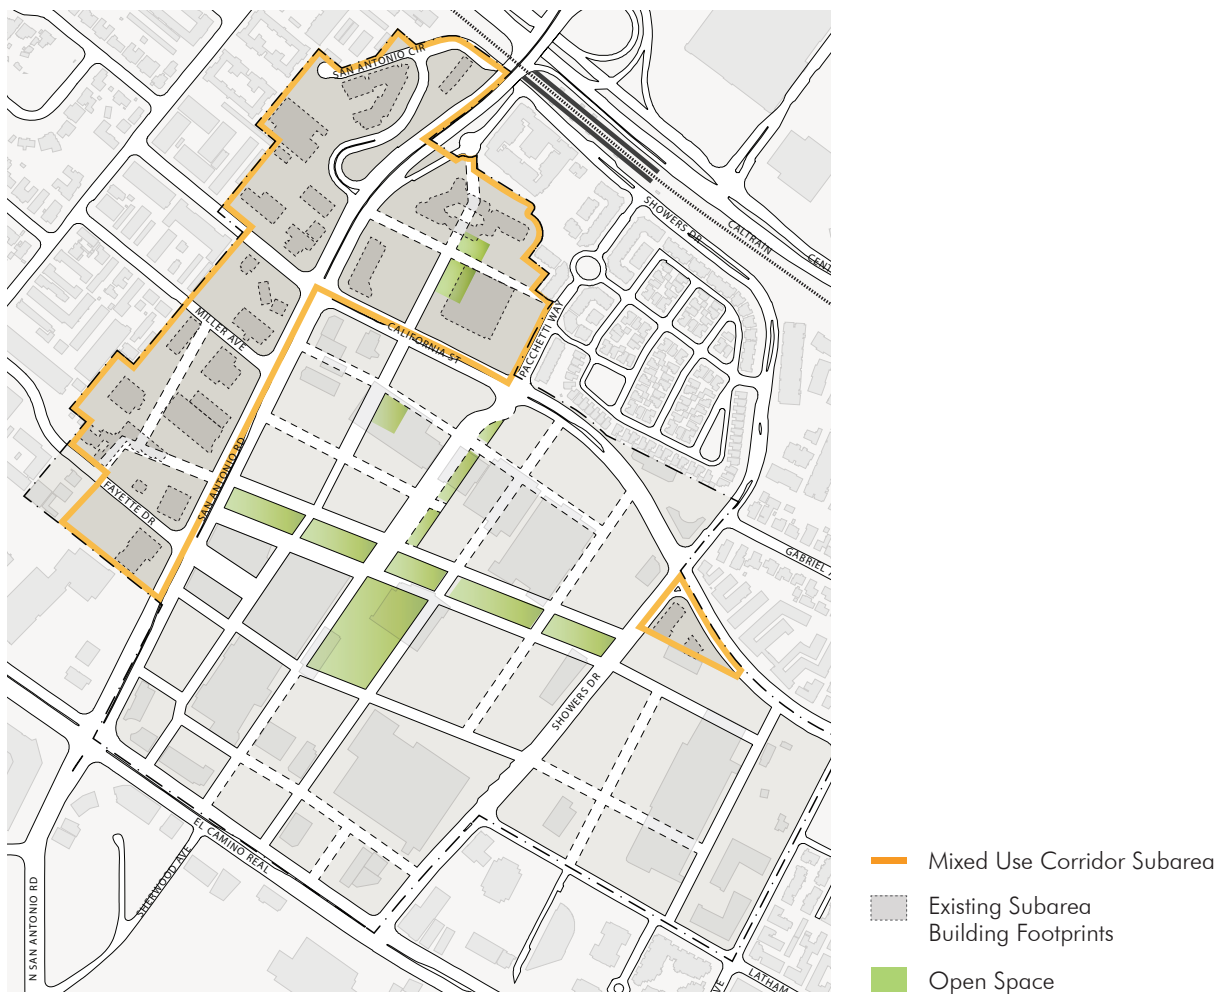 SAN ANTONIO CIR
SHOWERS DR
CALTRAIN
CENT
MILLER AVE
CALIFORNIA ST
PACCHETTI WAY
SAN ANTONIO RD
FAYETTE DR
GABRIEL
SHOWERS DR
EL CAMINO REAL
SHERWOOD AVE
N SAN ANTONIO RD
LATHAM
VE
Mixed Use Corridor Subarea
Existing Subarea
Building Footprints
Open Space